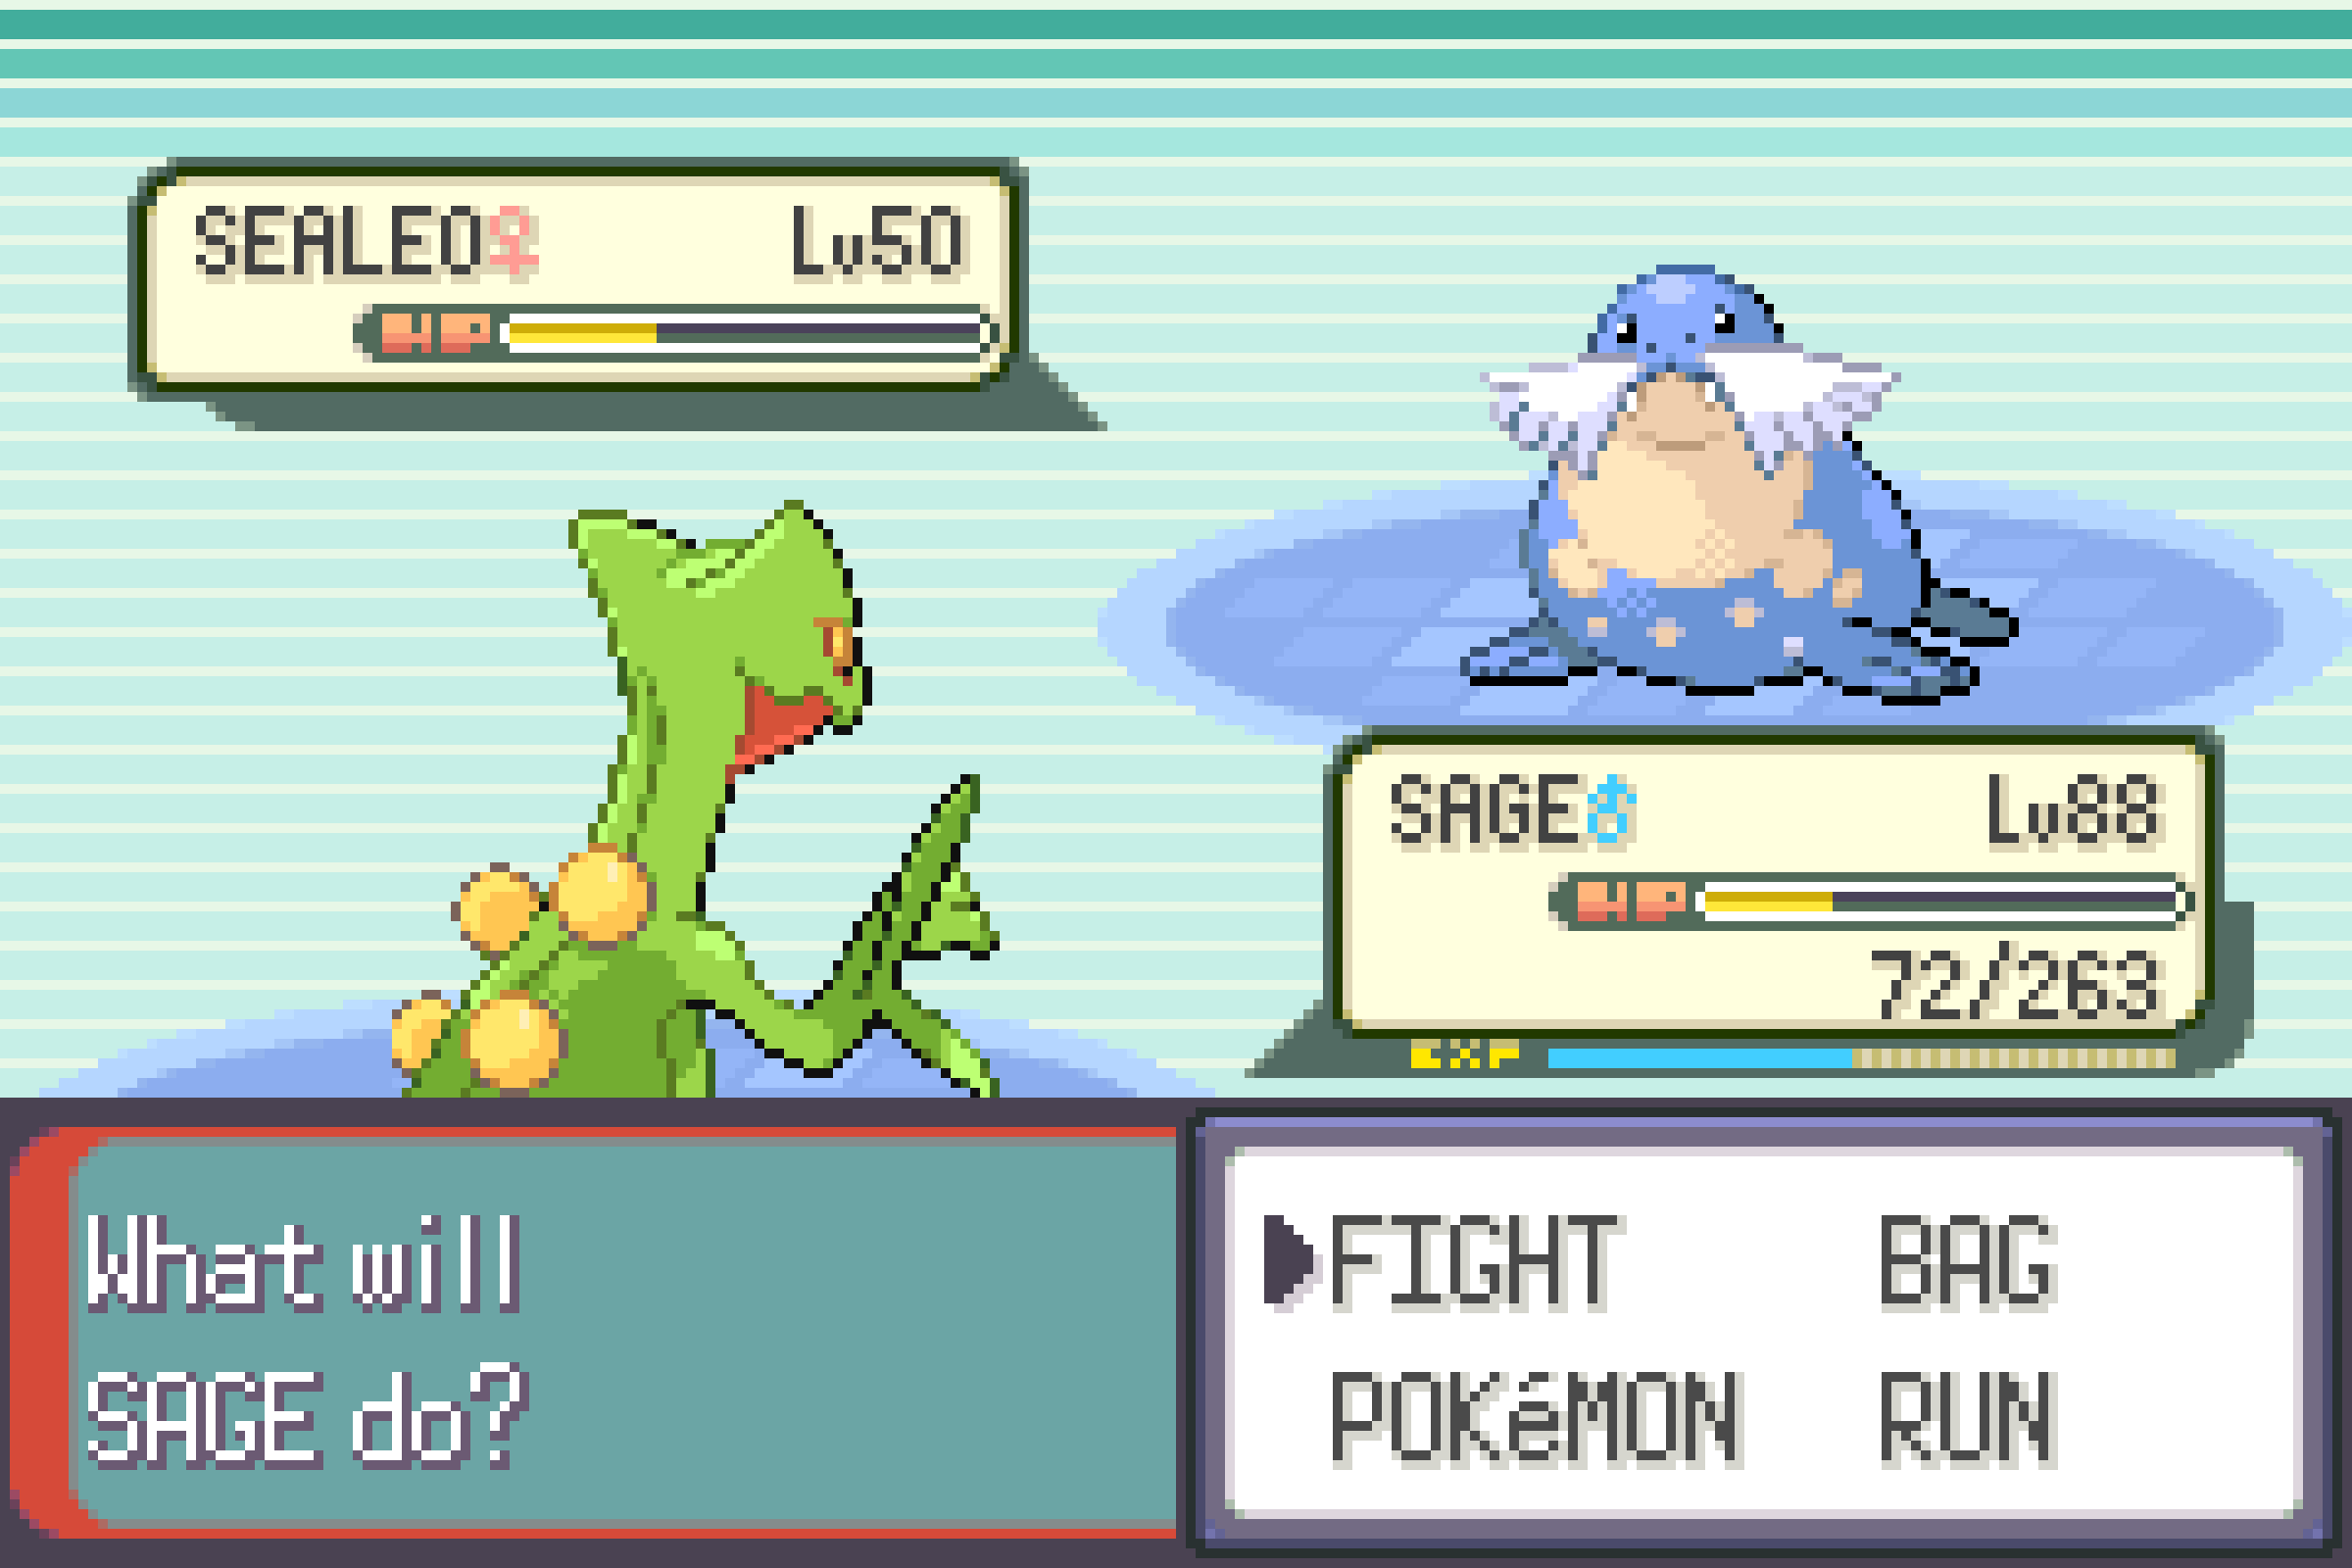 SEALEO♀ Lv50
HP
SAGE♂ Lv88
HP
72/263
EXP
What will
SAGE do?
FIGHT BAG
POKéMON RUN